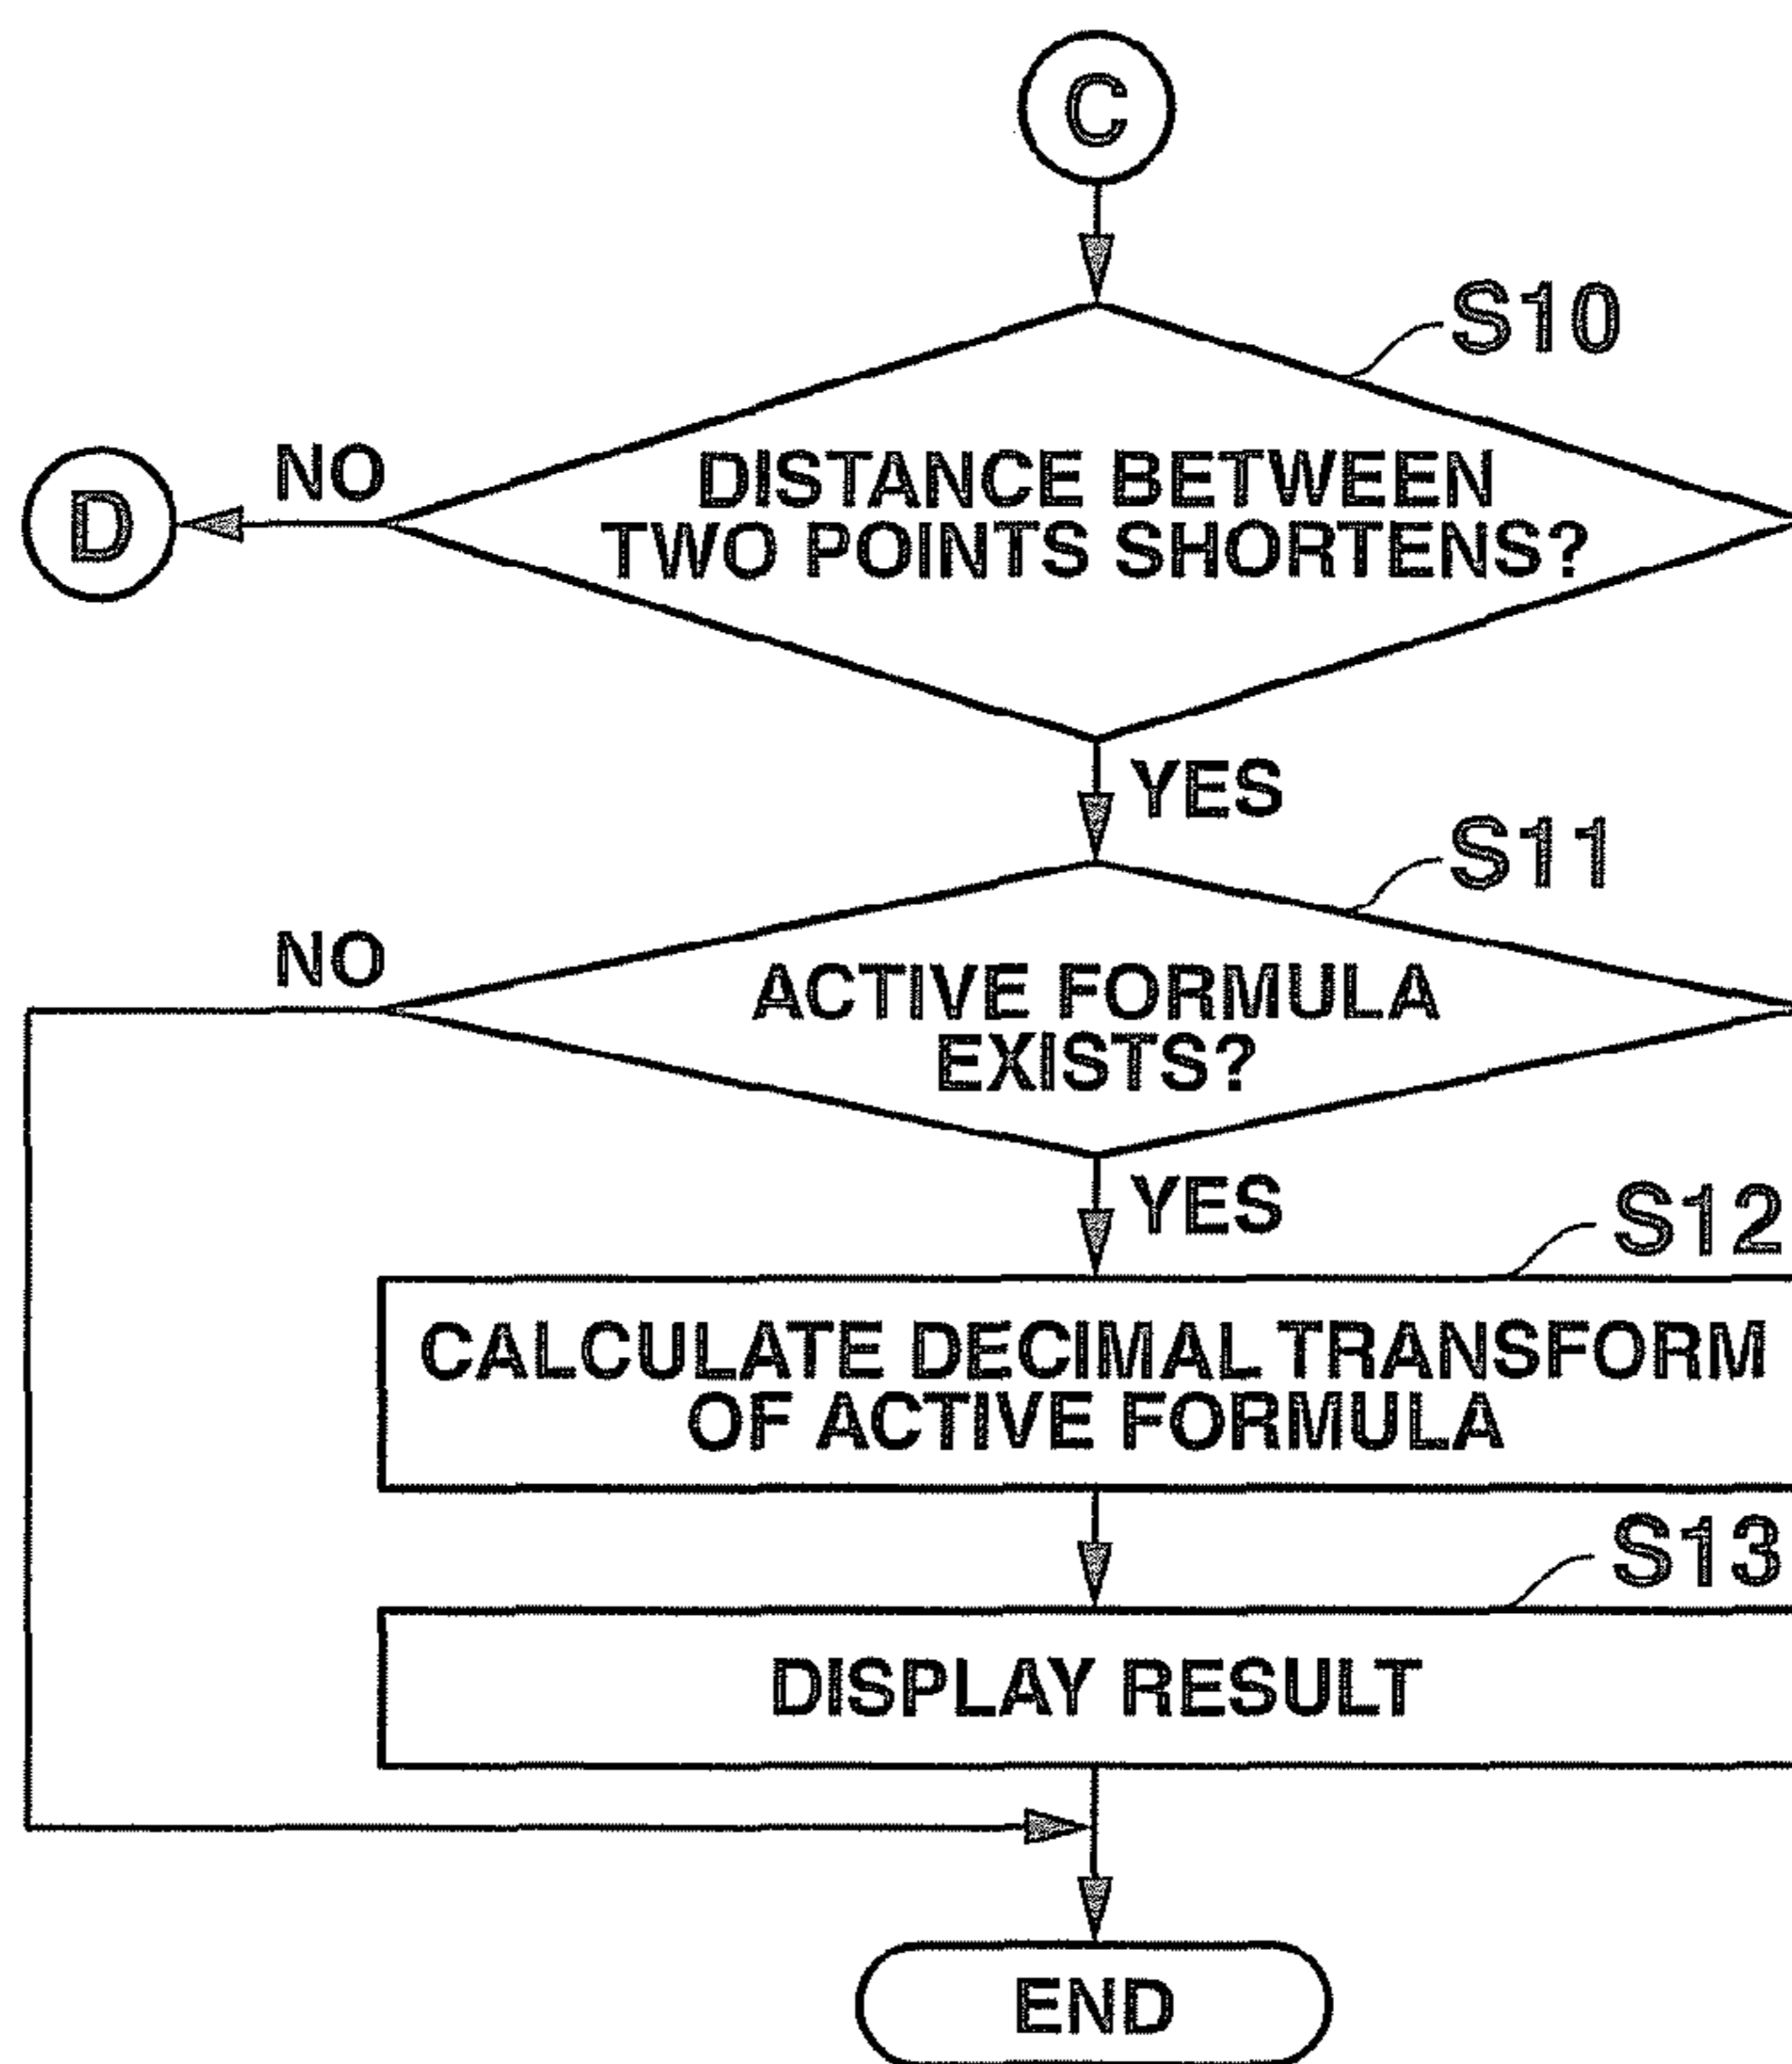 C
S10
DISTANCE BETWEEN
TWO POINTS SHORTENS?
NO
D
YES
S11
NO
ACTIVE FORMULA
EXISTS?
YES
S12
CALCULATE DECIMAL TRANSFORM
OF ACTIVE FORMULA
S13
DISPLAY RESULT
END